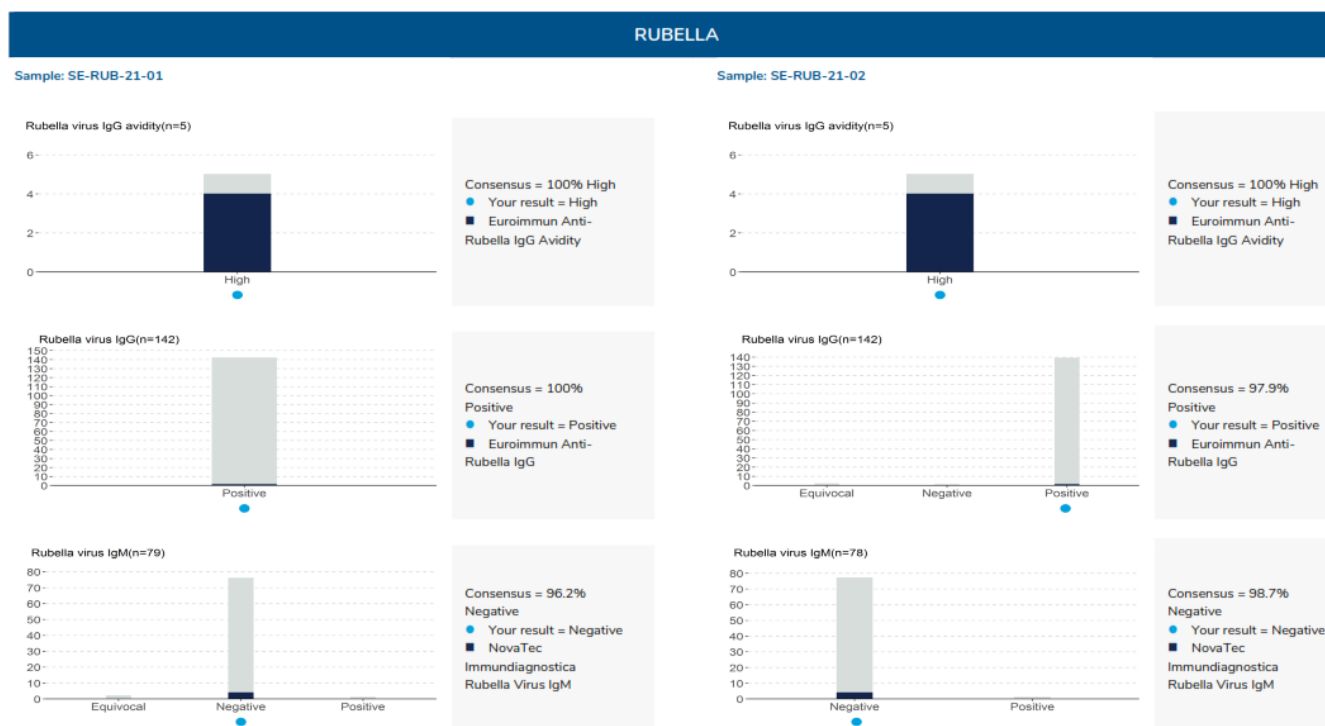 RUBELLA
Sample: SE-RUB-21-01
Rubella virus IgG avidity(n=5)
6
4
2
0
High
Consensus = 100% High
Your result = High
Euroimmun Anti-
Rubella IgG Avidity
Rubella virus IgG(n=142)
150
140
130
120
110
100
90
80
70
60
50
40
30
20
10
0
Positive
Consensus = 100%
Positive
Your result = Positive
Euroimmun Anti-
Rubella IgG
Rubella virus IgM(n=79)
80
70
60
50
40
30
20
10
0
Equivocal Negative Positive
Consensus = 96.2%
Negative
Your result = Negative
NovaTec
Immundiagnostica
Rubella Virus IgM
Sample: SE-RUB-21-02
Rubella virus IgG avidity(n=5)
6
4
2
0
High
Consensus = 100% High
Your result = High
Euroimmun Anti-
Rubella IgG Avidity
Rubella virus IgG(n=142)
140
130
120
110
100
90
80
70
60
50
40
30
20
10
0
Equivocal Negative Positive
Consensus = 97.9%
Positive
Your result = Positive
Euroimmun Anti-
Rubella IgG
Rubella virus IgM(n=78)
80
70
60
50
40
30
20
10
0
Negative Positive
Consensus = 98.7%
Negative
Your result = Negative
NovaTec
Immundiagnostica
Rubella Virus IgM